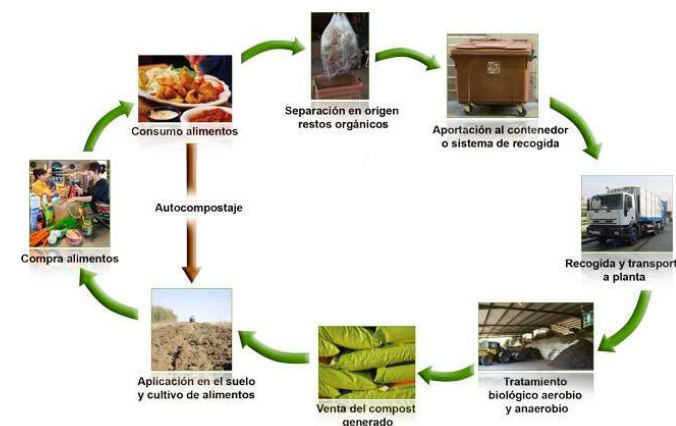 Consumo alimentos
Separación en origen
restos orgánicos
Aportación al contenedor
o sistema de recogida
Recogida y transport
a planta
Tratamiento
biológico aerobio
y anaerobio
Venta del compost
generado
Aplicación en el suelo
y cultivo de alimentos
Compra alimentos
Autocompostaje